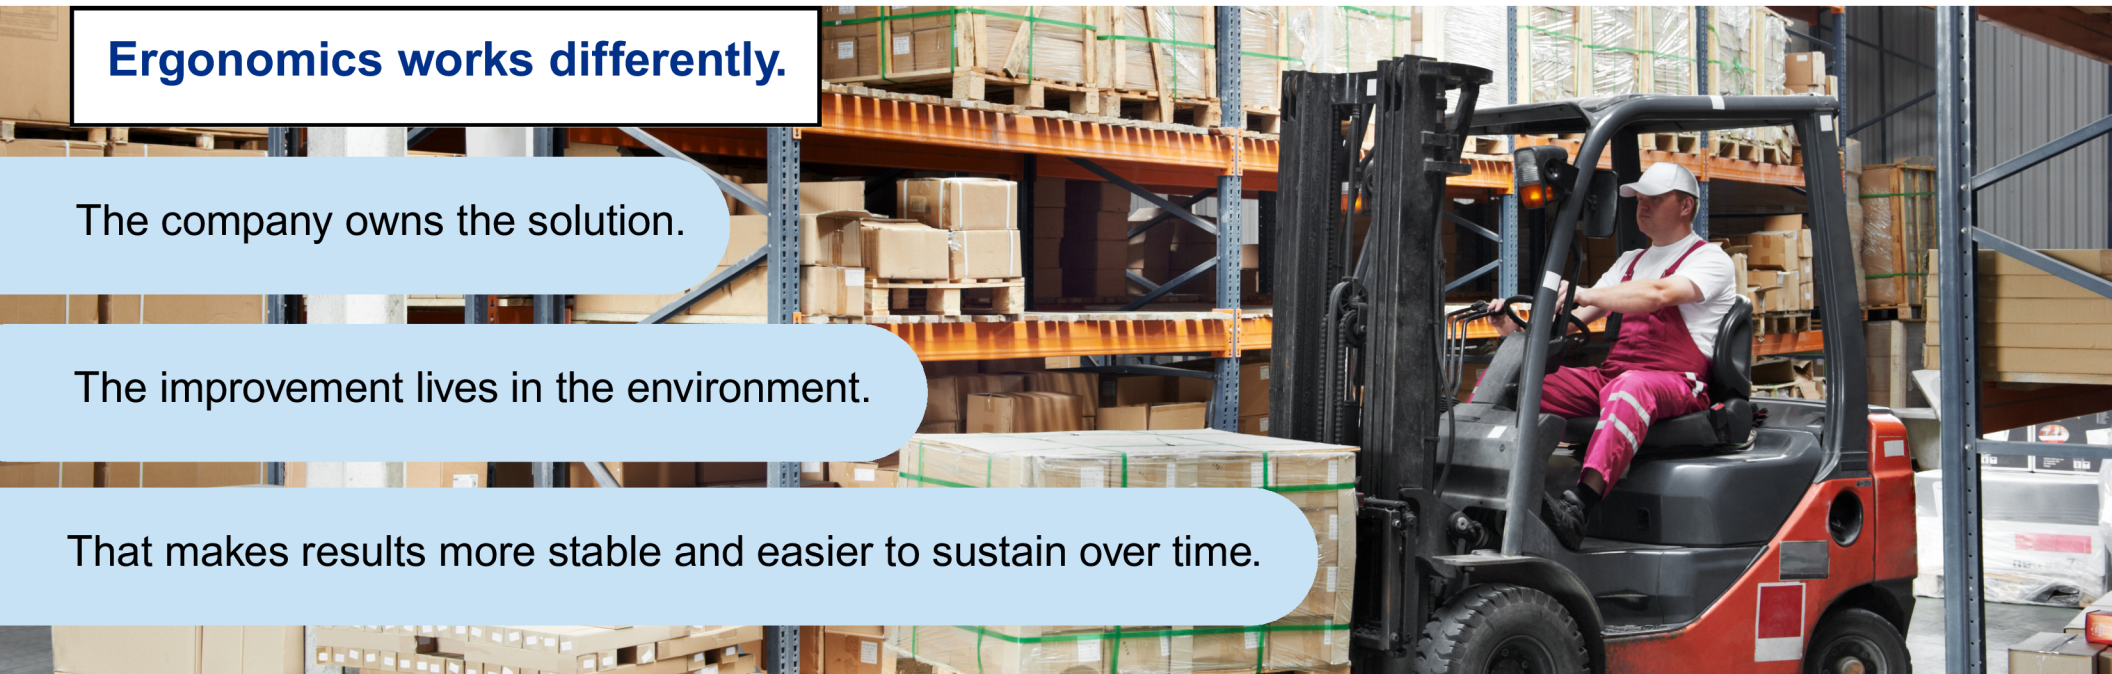 Ergonomics works differently.
The company owns the solution.
The improvement lives in the environment.
That makes results more stable and easier to sustain over time.